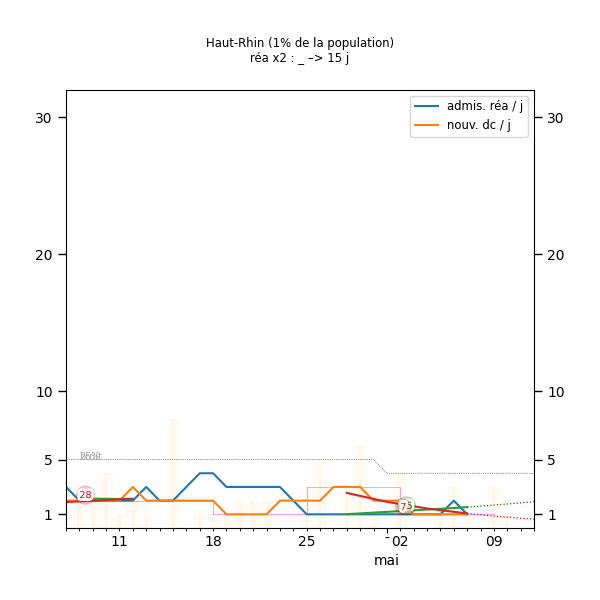 Haut-Rhin (1% de la population)
réa x2 : _ –> 15 j
admis. réa / j
nouv. dc / j
30 30
20 20
10 10
5 5
1 1
28
11 18 25 02 09
mai